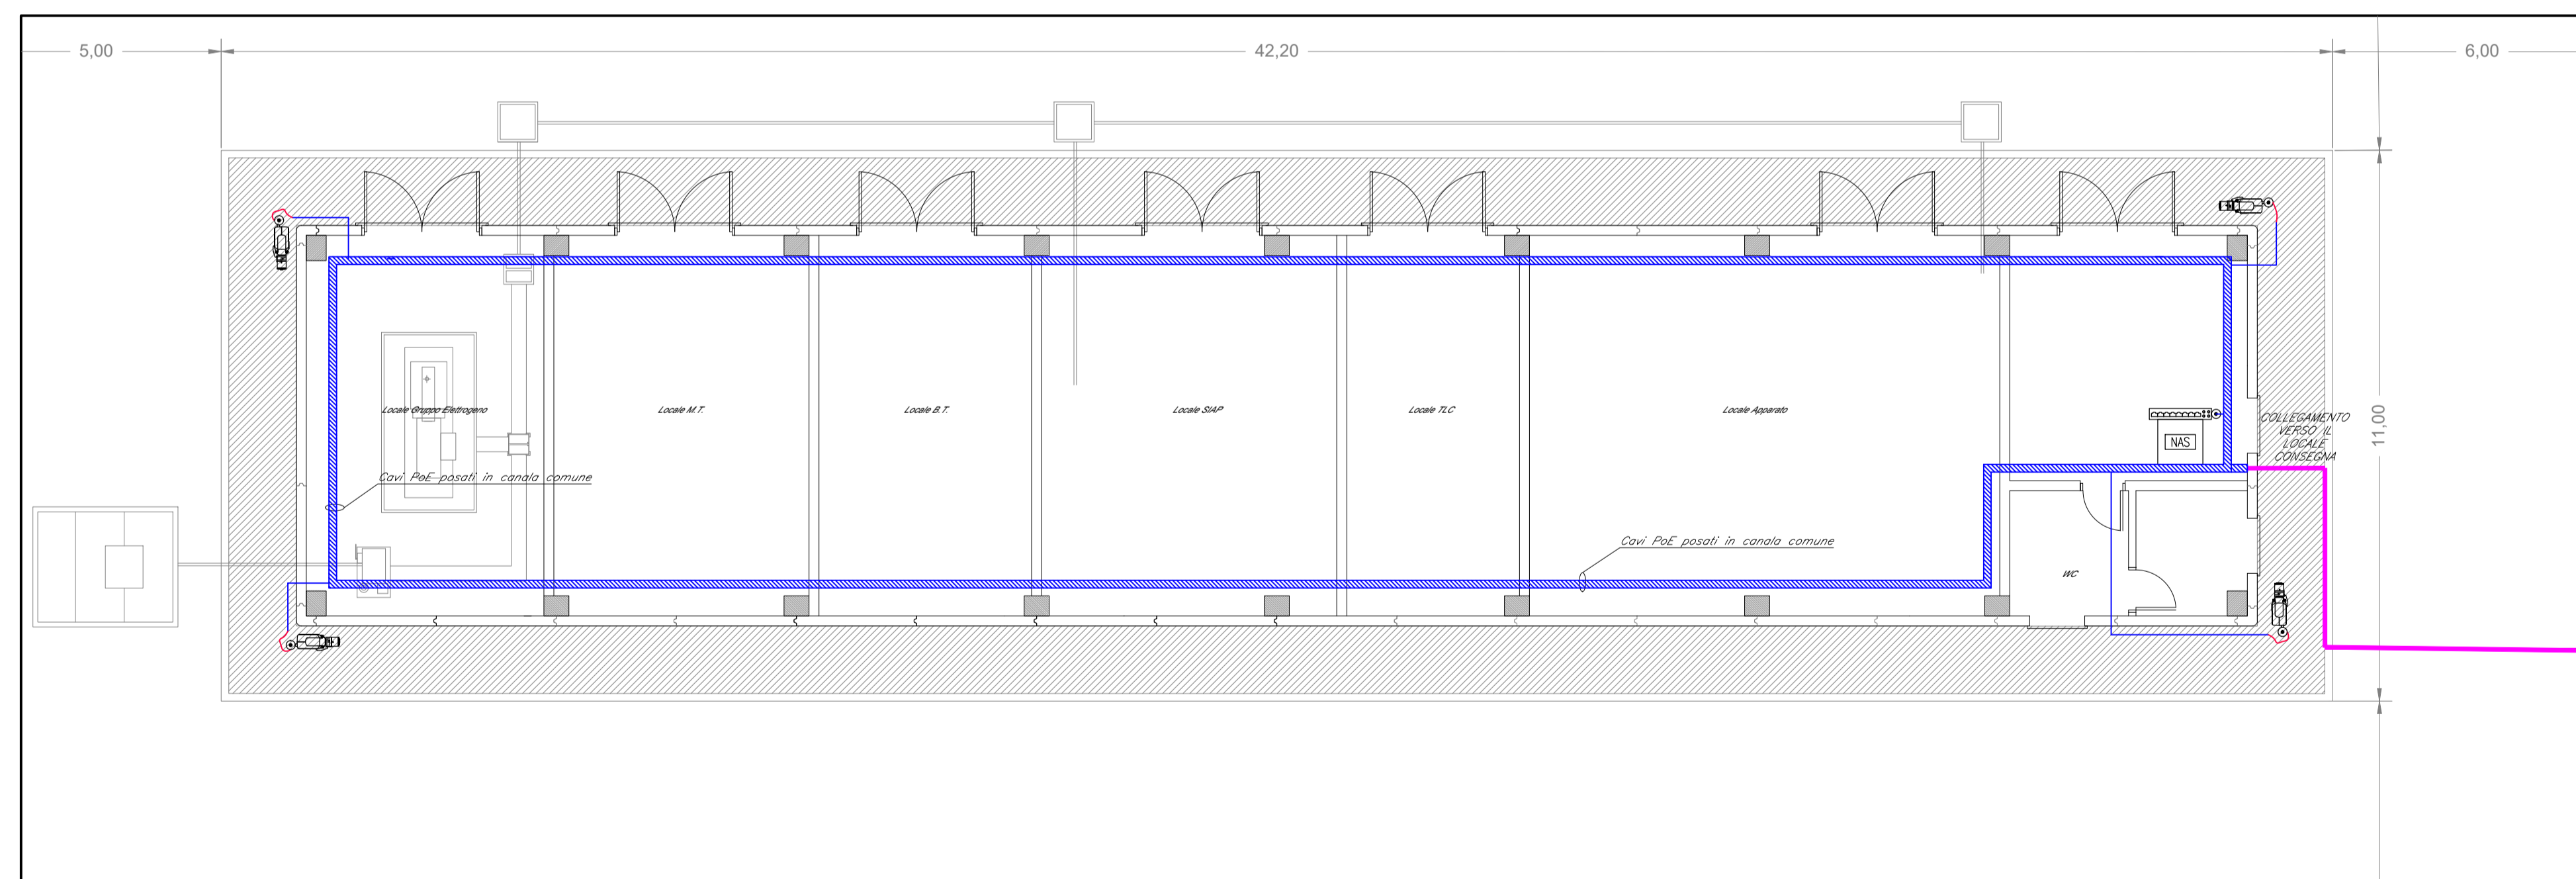 5,00
42,20
6,00
11,00
Locale Gruppo Elettrogeno
Locale M.T.
Locale B.T.
Locale SIAP
Locale TLC
Locale Apparato
COLLEGAMENTO
VERSO IL
LOCALE
CONSEGNA
NAS
Cavi PoE posati in canala comune
Cavi PoE posati in canala comune
WC